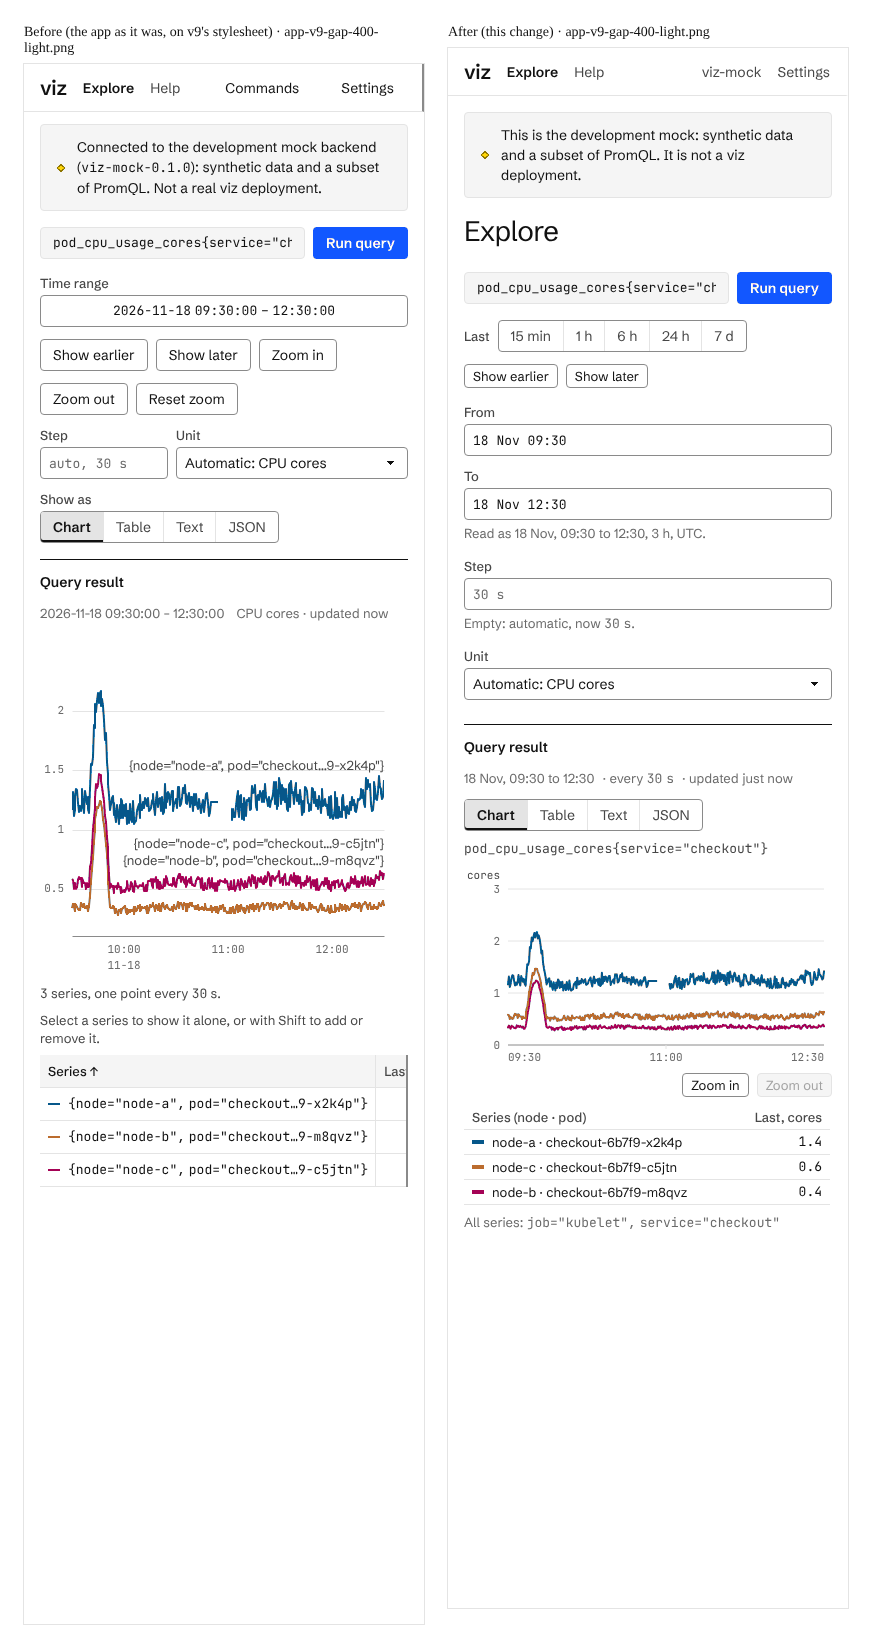 Before (the app as it was, on v9's stylesheet) · app-v9-gap-400-
light.png
viz Explore Help Commands Settings
Connected to the development mock backend
(viz-mock-0.1.0): synthetic data and a subset
of PromQL. Not a real viz deployment.
pod_cpu_usage_cores{service="ch
Run query
Time range
2026-11-18 09:30:00 – 12:30:00
Show earlier Show later Zoom in
Zoom out Reset zoom
Step Unit
auto, 30 s Automatic: CPU cores
Show as
Chart Table Text JSON
Query result
2026-11-18 09:30:00 – 12:30:00 CPU cores · updated now
2
{node="node-a", pod="checkout…9-x2k4p"}
1.5
1
{node="node-c", pod="checkout…9-c5jtn"}
{node="node-b", pod="checkout…9-m8qvz"}
0.5
10:00 11:00 12:00
11-18
3 series, one point every 30 s.
Select a series to show it alone, or with Shift to add or
remove it.
Series ↑ Las
{node="node-a", pod="checkout…9-x2k4p"}
{node="node-b", pod="checkout…9-m8qvz"}
{node="node-c", pod="checkout…9-c5jtn"}
After (this change) · app-v9-gap-400-light.png
viz Explore Help viz-mock Settings
This is the development mock: synthetic data
and a subset of PromQL. It is not a viz
deployment.
Explore
pod_cpu_usage_cores{service="ch
Run query
Last 15 min 1 h 6 h 24 h 7 d
Show earlier Show later
From
18 Nov 09:30
To
18 Nov 12:30
Read as 18 Nov, 09:30 to 12:30, 3 h, UTC.
Step
30 s
Empty: automatic, now 30 s.
Unit
Automatic: CPU cores
Query result
18 Nov, 09:30 to 12:30 · every 30 s · updated just now
Chart Table Text JSON
pod_cpu_usage_cores{service="checkout"}
cores
3
2
1
0
09:30 11:00 12:30
Zoom in Zoom out
Series (node · pod) Last, cores
node-a · checkout-6b7f9-x2k4p 1.4
node-c · checkout-6b7f9-c5jtn 0.6
node-b · checkout-6b7f9-m8qvz 0.4
All series: job="kubelet", service="checkout"